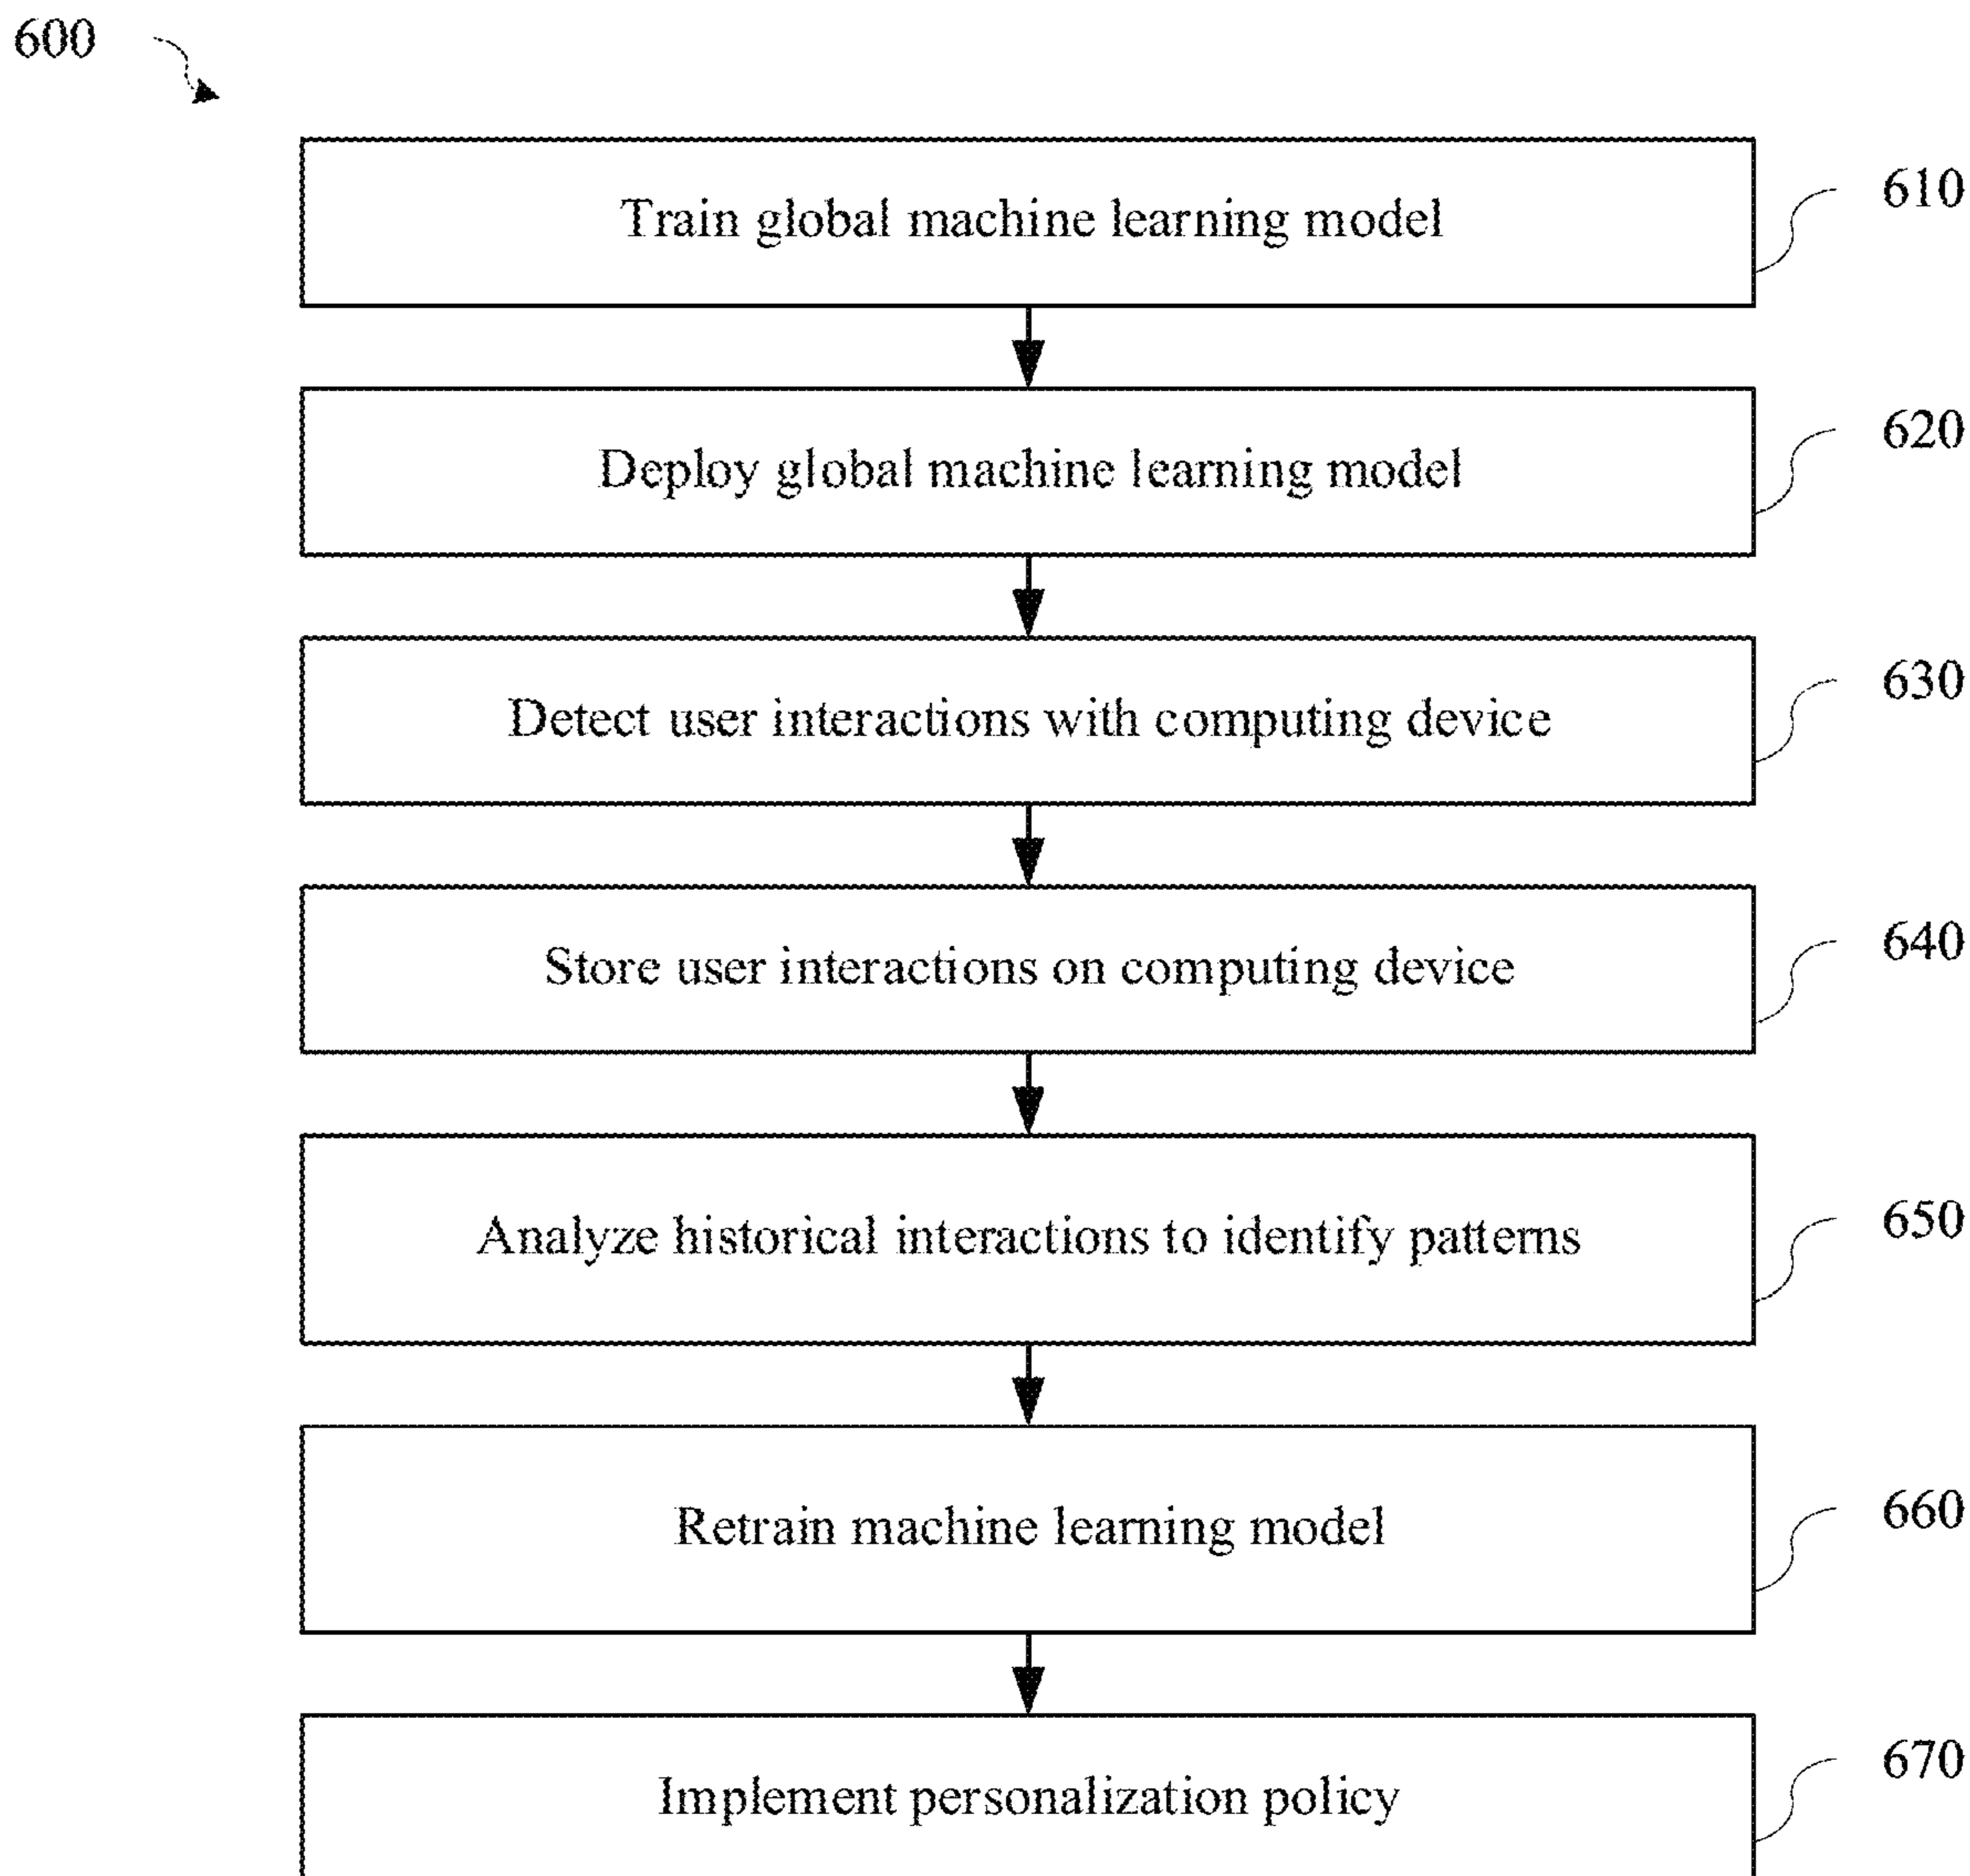 600
Train global machine learning model
610
Deploy global machine learning model
620
Detect user interactions with computing device
630
Store user interactions on computing device
640
Analyze historical interactions to identify patterns
650
Retrain machine learning model
660
Implement personalization policy
670